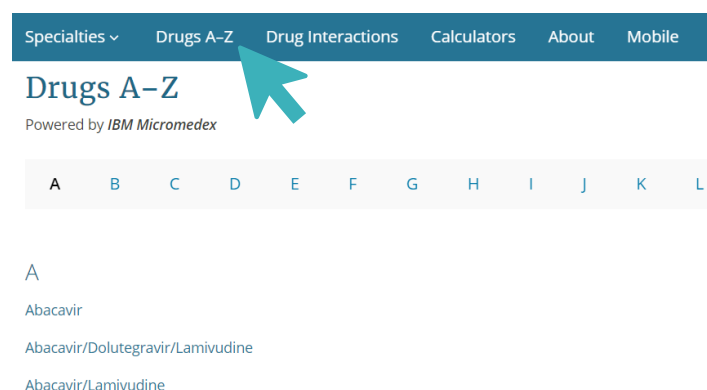 Specialties Drugs A–Z Drug Interactions Calculators About Mobile
Drugs A–Z
Powered by IBM Micromedex
A B C D E F G H I J K L
A
Abacavir
Abacavir/Dolutegravir/Lamivudine
Abacavir/Lamivudine